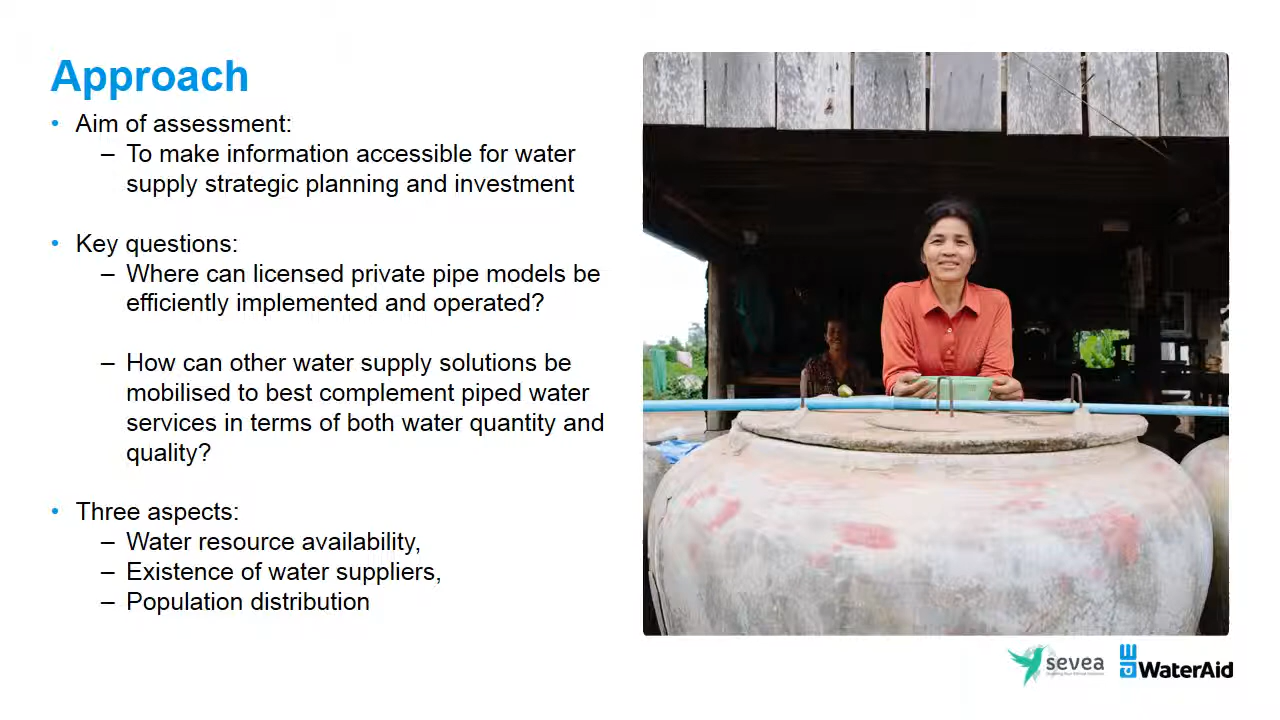 Approach
• Aim of assessment:
– To make information accessible for water
supply strategic planning and investment
• Key questions:
– Where can licensed private pipe models be
efficiently implemented and operated?
– How can other water supply solutions be
mobilised to best complement piped water
services in terms of both water quantity and
quality?
• Three aspects:
– Water resource availability,
– Existence of water suppliers,
– Population distribution
sevea
WaterAid